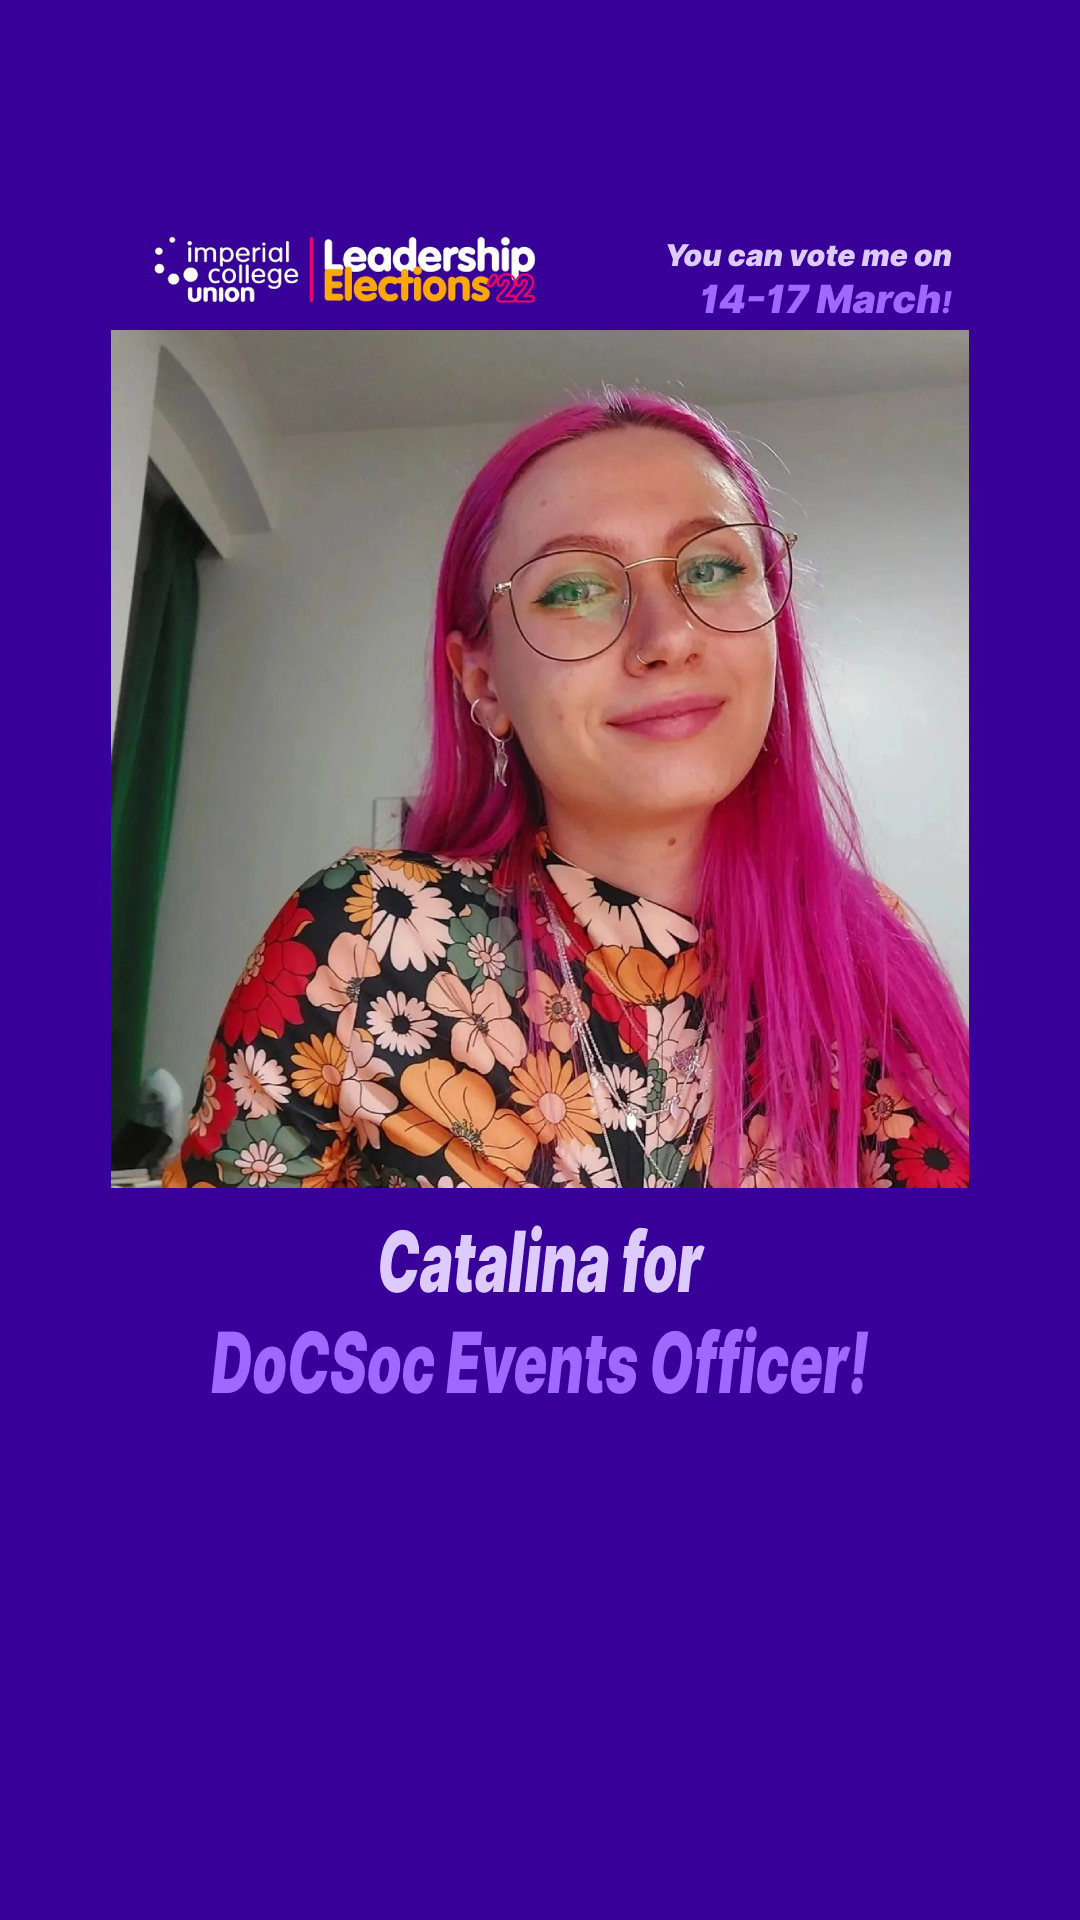 imperial
college
union
Leadership
Elections'22
You can vote me on
14-17 March!
Catalina for
DoCSoc Events Officer!